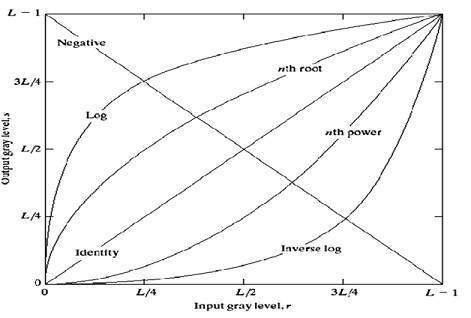 L − 1
Negative
nth root
3L/4
Log
nth power
L/2
Output gray level, s
L/4
Identity
Inverse log
0
0
L/4
L/2
3L/4
L − 1
Input gray level, r